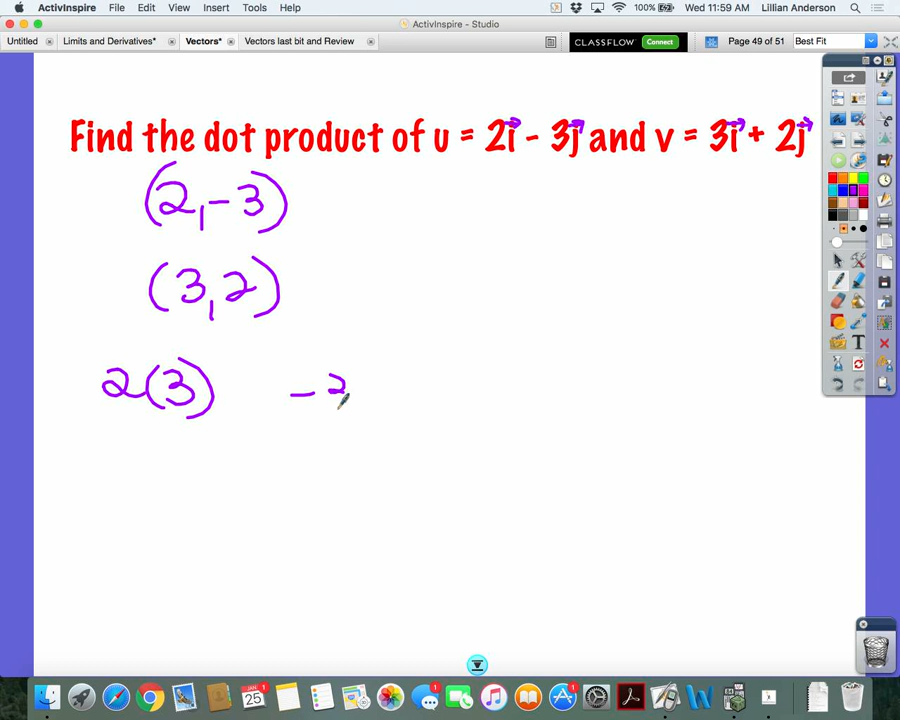 ActivInspire File Edit View Insert Tools Help 100% Wed 11:59 AM Lillian Anderson
ActivInspire - Studio
Untitled Limits and Derivatives* Vectors* Vectors last bit and Review CLASSFLOW Connect Page 49 of 51 Best Fit
Find the dot product of u = 2i - 3j and v = 3i + 2j
(2, -3)
(3, 2)
2(3) -
JAN 25